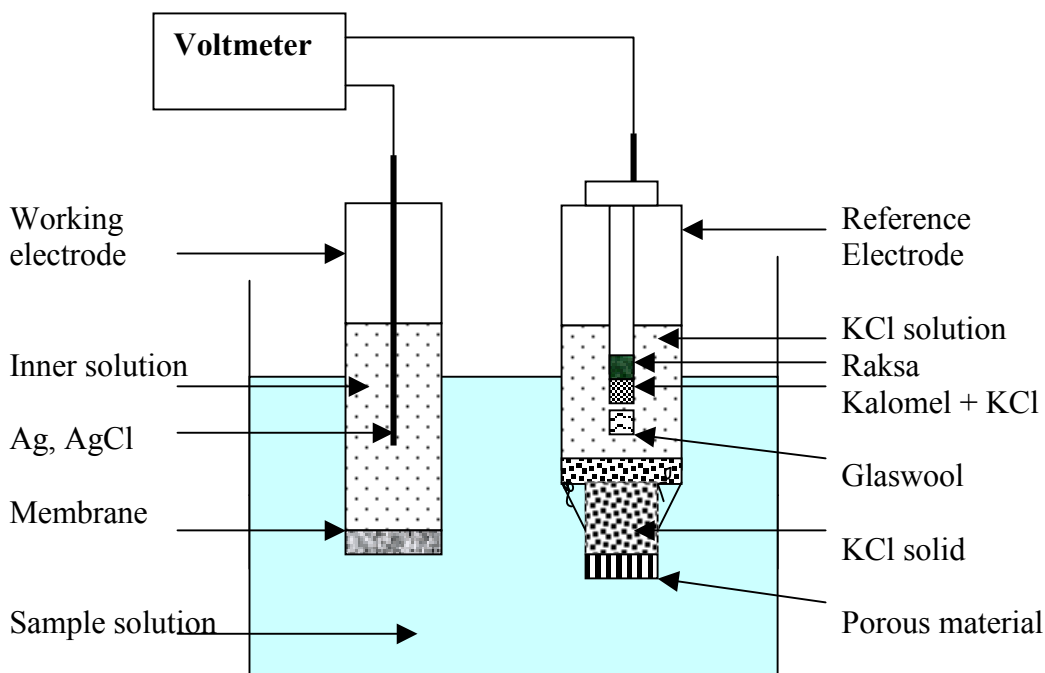 Voltmeter
Working
electrode
Inner solution
Ag, AgCl
Membrane
Sample solution
Reference
Electrode
KCl solution
Raksa
Kalomel + KCl
Glaswool
KCl solid
Porous material